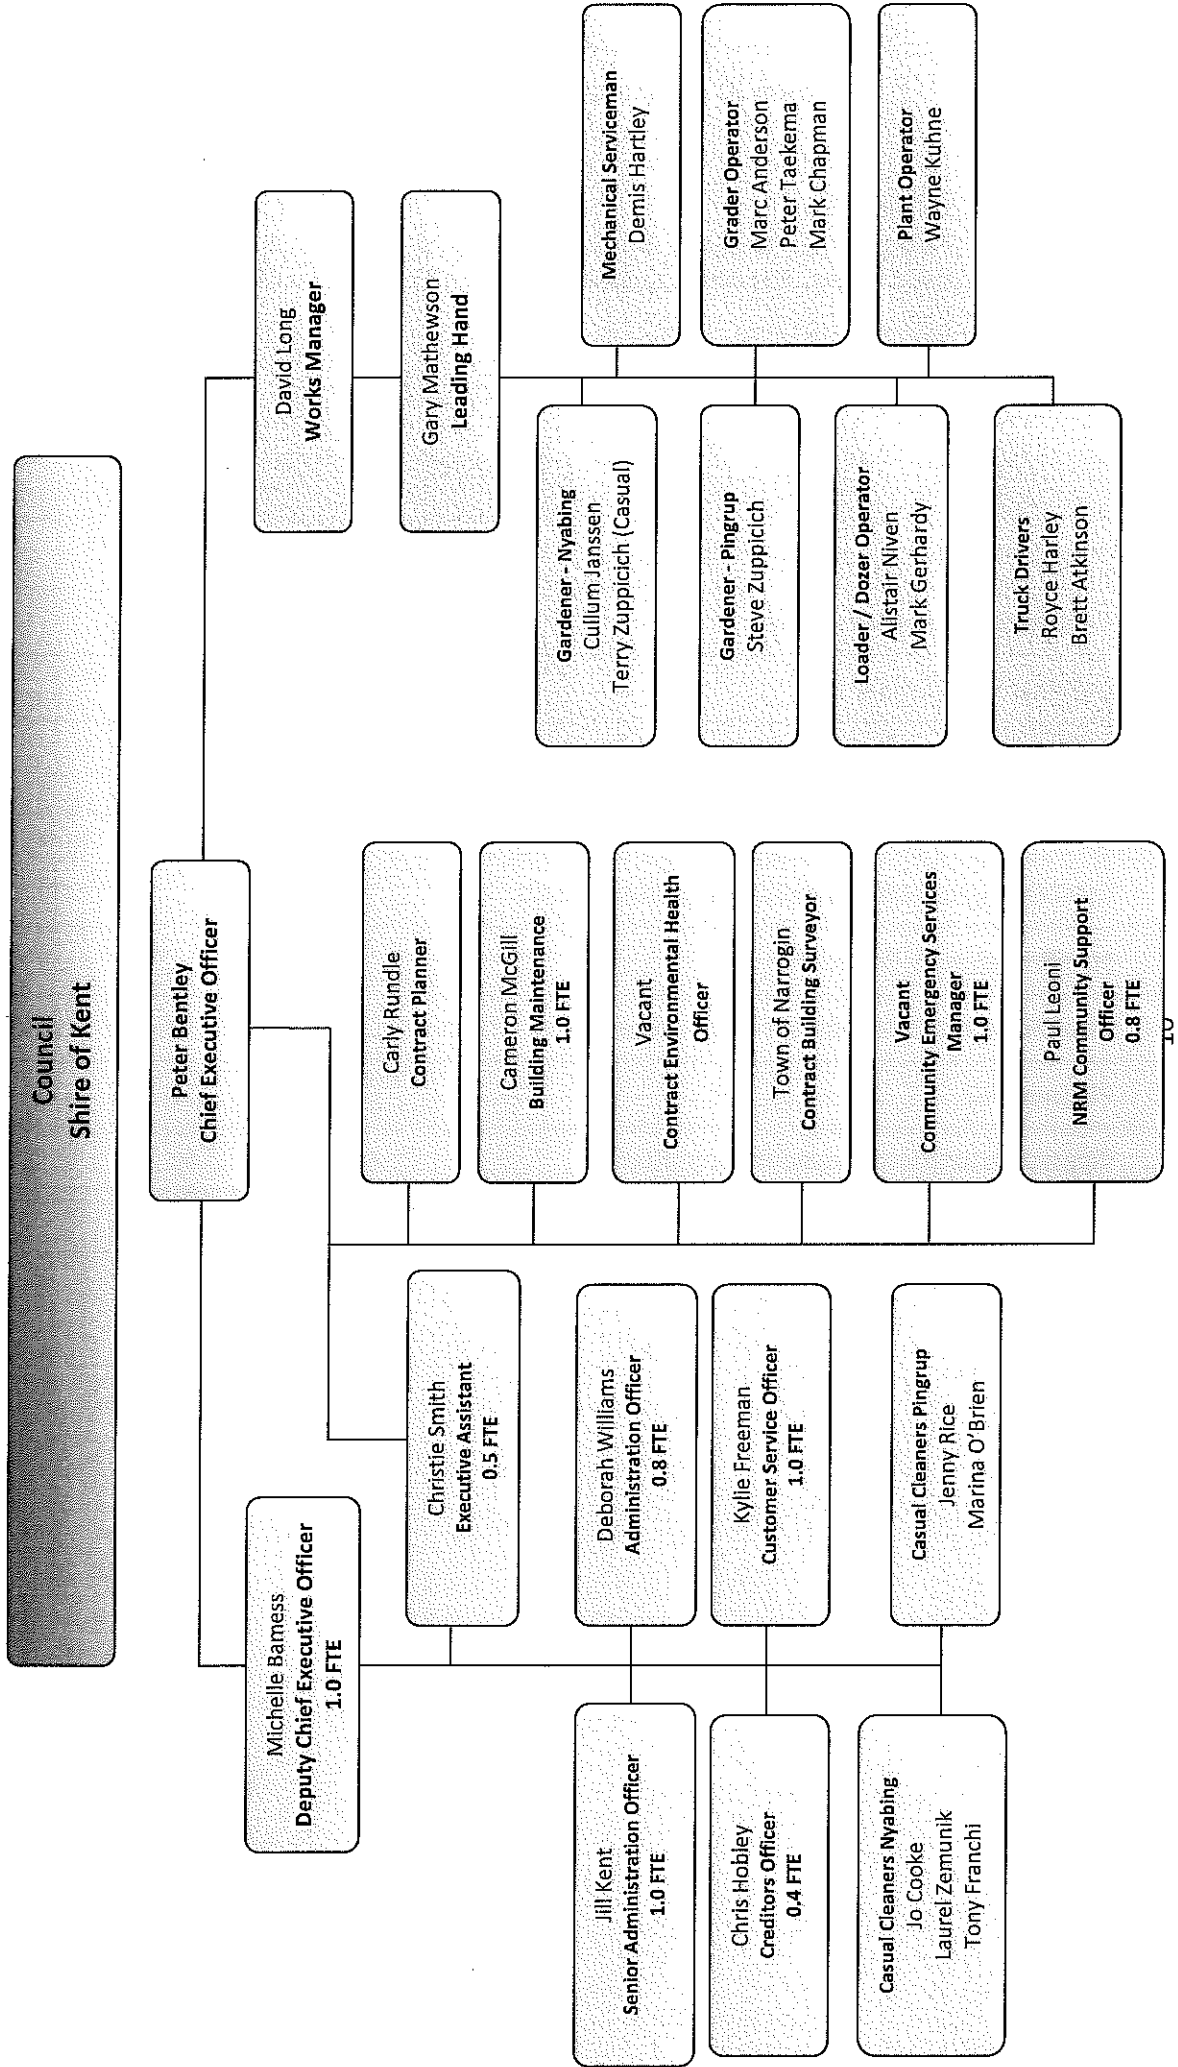 Council
Shire of Kent
Peter Bentley
Chief Executive Officer
Michelle Bamess
Deputy Chief Executive Officer
1.0 FTE
David Long
Works Manager
Gary Mathewson
Leading Hand
Christie Smith
Executive Assistant
0.5 FTE
Jill Kent
Senior Administration Officer
1.0 FTE
Deborah Williams
Administration Officer
0.8 FTE
Chris Hobley
Creditors Officer
0.4 FTE
Kylie Freeman
Customer Service Officer
1.0 FTE
Casual Cleaners Nyabing
Jo Cooke
Laurel Zemunik
Tony Franchi
Casual Cleaners Pingrup
Jenny Rice
Marina O'Brien
Carly Rundle
Contract Planner
Cameron McGill
Building Maintenance
1.0 FTE
Vacant
Contract Environmental Health
Officer
Town of Narrogin
Contract Building Surveyor
Vacant
Community Emergency Services
Manager
1.0 FTE
Paul Leoni
NRM Community Support
Officer
0.8 FTE
Gardener - Nyabing
Cullum Janssen
Terry Zuppicich (Casual)
Gardener - Pingrup
Steve Zuppicich
Loader / Dozer Operator
Alistair Niven
Mark Gerhardy
Truck Drivers
Royce Harley
Brett Atkinson
Mechanical Serviceman
Demis Hartley
Grader Operator
Marc Anderson
Peter Taekema
Mark Chapman
Plant Operator
Wayne Kuhne